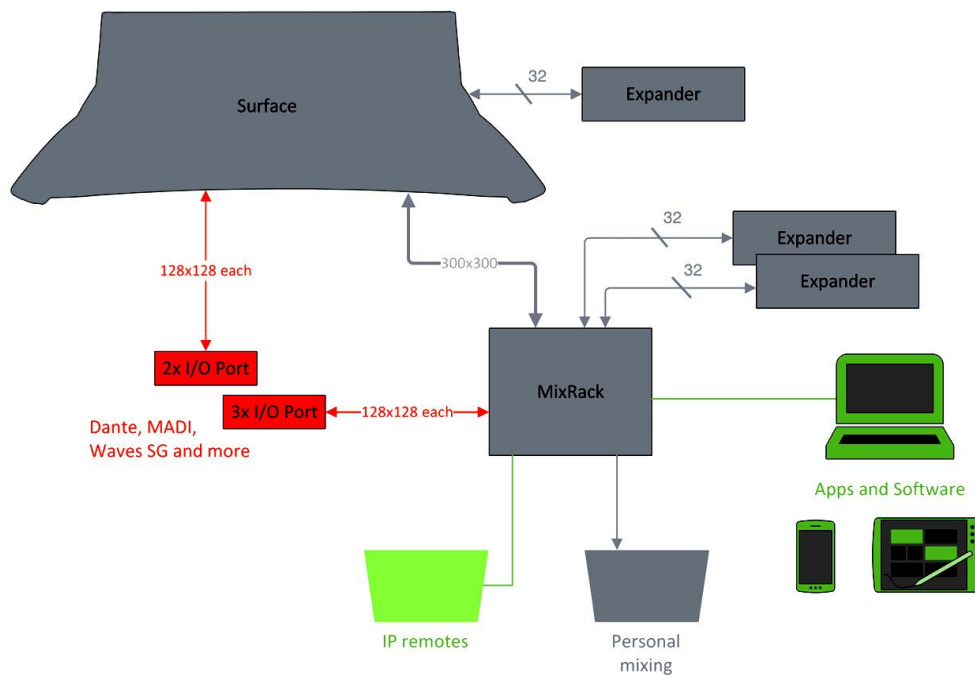 Surface
32
Expander
32
Expander
32
Expander
300x300
128x128 each
2x I/O Port
3x I/O Port
128x128 each
MixRack
Dante, MADI,
Waves SG and more
Apps and Software
IP remotes
Personal
mixing